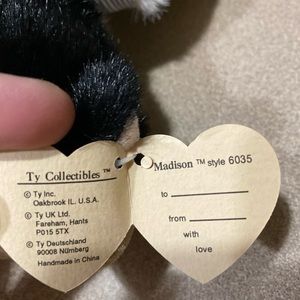 Ty Collectibles ™
© Ty Inc.
Oakbrook IL. U.S.A.
© Ty UK Ltd.
Fareham, Hants
P015 5TX
© Ty Deutschland
90008 Nürnberg
Handmade in China
Madison ™ style 6035
to
from
with
love